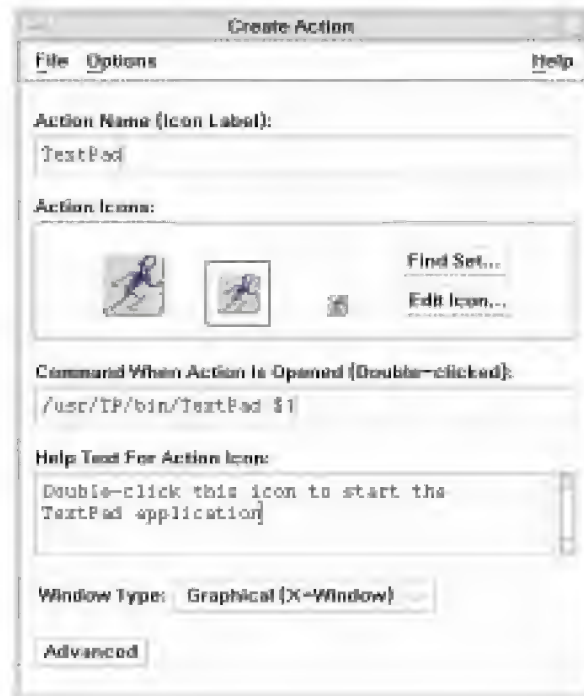 Create Action
File Options Help
Action Name (Icon Label):
TextPad
Action Icons:
Find Set...
Edit Icon...
Command When Action Is Opened (Double-clicked):
/usr/TP/bin/TextPad $1
Help Text For Action Icon:
Double-click this icon to start the
TextPad application
Window Type: Graphical (X-Window)
Advanced